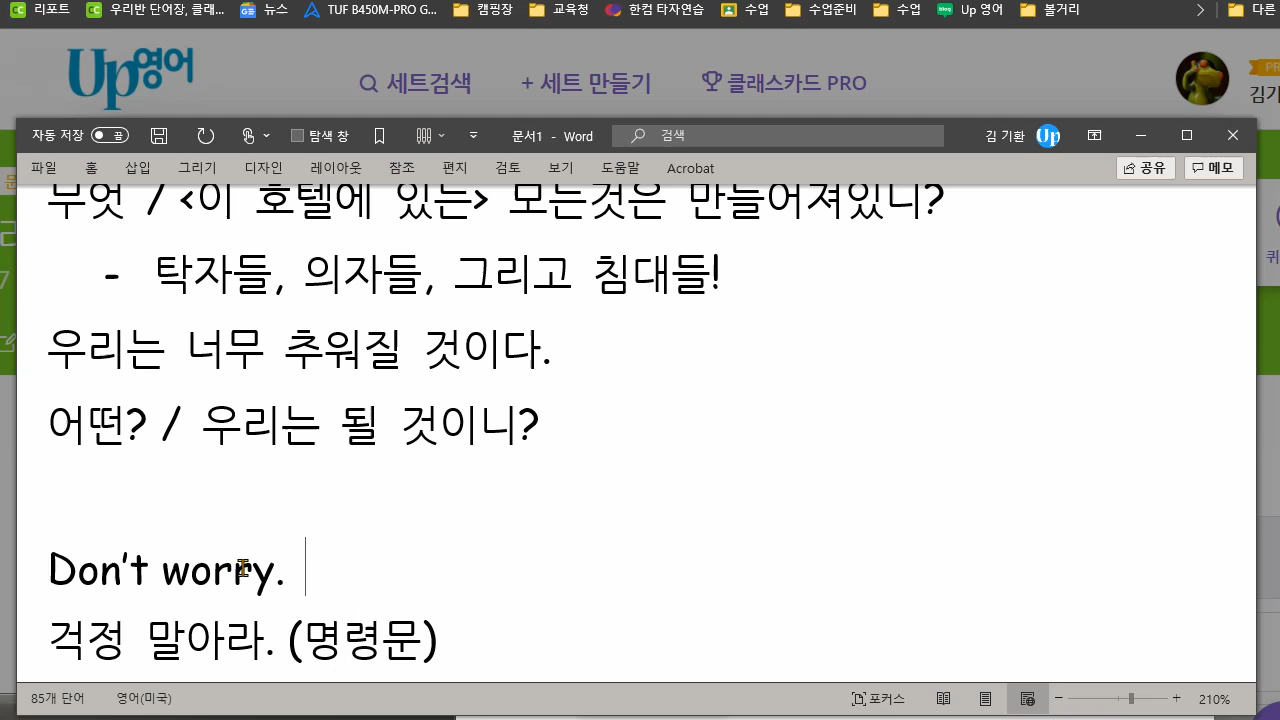 리포트 우리반 단어장, 클래... 뉴스 TUF B450M-PRO G... 캠핑장 교육청 한컴 타자연습 수업 수업준비 수업 Up 영어 볼거리 다른
Up영어 세트검색 + 세트 만들기 클래스카드 PRO
자동 저장 끔 탐색 창 문서1 - Word 검색 김 기환 Up
파일 홈 삽입 그리기 디자인 레이아웃 참조 편지 검토 보기 도움말 Acrobat 공유 메모
무엇 / <이 호텔에 있는> 모든것은 만들어져있니?
- 탁자들, 의자들, 그리고 침대들!
우리는 너무 추워질 것이다.
어떤? / 우리는 될 것이니?
Don't worry.
걱정 말아라. (명령문)
85개 단어 영어(미국) 포커스 210%